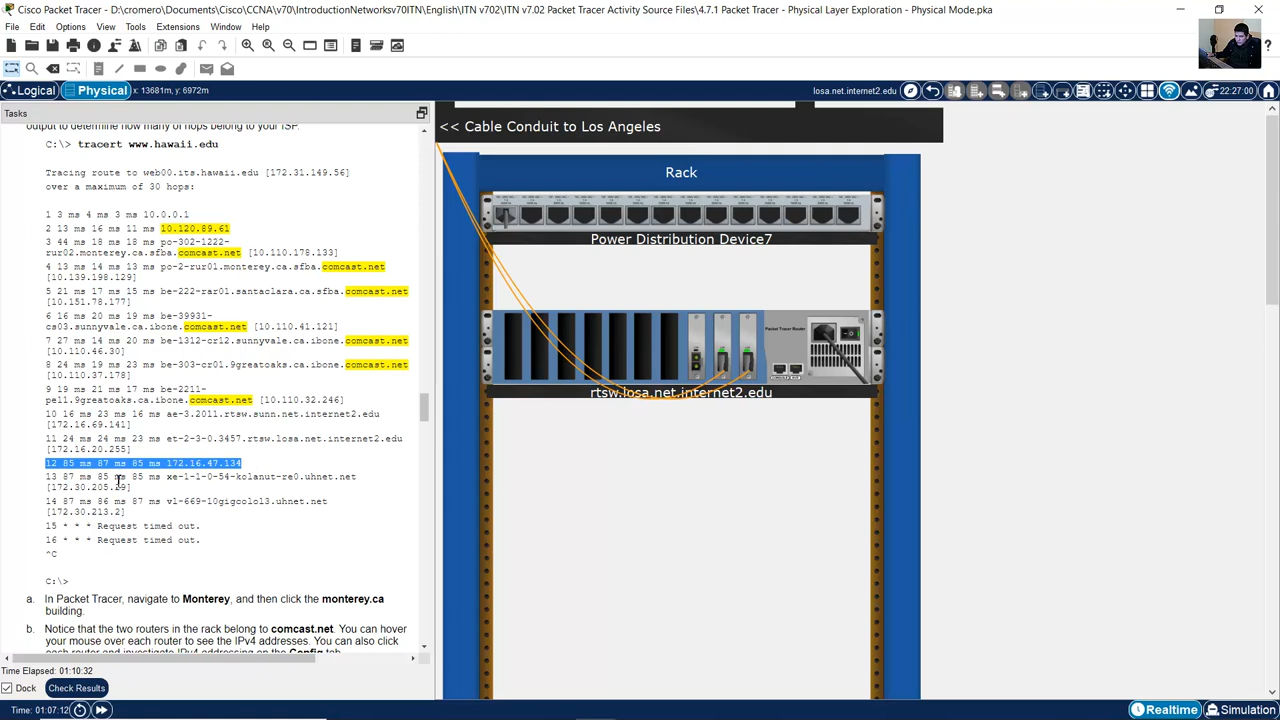 Cisco Packet Tracer - D:\cromero\Documents\Cisco\CCNA\v70\IntroductionNetworksv70ITN\English\ITN v702\ITN v7.02 Packet Tracer Activity Source Files\4.7.1 Packet Tracer - Physical Layer Exploration - Physical Mode.pka
File Edit Options View Tools Extensions Window Help
Logical Physical x: 13681m, y: 6972m losa.net.internet2.edu 22:27:00
Tasks
output to determine how many of hops belong to your ISP.
C:\> tracert www.hawaii.edu
Tracing route to web00.its.hawaii.edu [172.31.149.56]
over a maximum of 30 hops:
1 3 ms 4 ms 3 ms 10.0.0.1
2 13 ms 16 ms 11 ms 10.120.89.61
3 44 ms 18 ms 18 ms po-302-1222-
rur02.monterey.ca.sfba.comcast.net [10.110.178.133]
4 13 ms 14 ms 13 ms po-2-rur01.monterey.ca.sfba.comcast.net
[10.139.198.129]
5 21 ms 17 ms 15 ms be-222-rar01.santaclara.ca.sfba.comcast.net
[10.151.78.177]
6 16 ms 20 ms 19 ms be-39931-
cs03.sunnyvale.ca.ibone.comcast.net [10.110.41.121]
7 27 ms 14 ms 20 ms be-1312-cr12.sunnyvale.ca.ibone.comcast.net
[10.110.46.30]
8 24 ms 19 ms 23 ms be-303-cr01.9greatoaks.ca.ibone.comcast.net
[10.110.37.178]
9 19 ms 21 ms 17 ms be-2211-
pe11.9greatoaks.ca.ibone.comcast.net [10.110.32.246]
10 16 ms 23 ms 16 ms ae-3.2011.rtsw.sunn.net.internet2.edu
[172.16.69.141]
11 24 ms 24 ms 23 ms et-2-3-0.3457.rtsw.losa.net.internet2.edu
[172.16.20.255]
12 85 ms 87 ms 85 ms 172.16.47.134
13 87 ms 85 ms 85 ms xe-1-1-0-54-kolanut-re0.uhnet.net
[172.30.205.29]
14 87 ms 86 ms 87 ms vl-669-10gigcolol3.uhnet.net
[172.30.213.2]
15 * * * Request timed out.
16 * * * Request timed out.
^C
C:\>
a. In Packet Tracer, navigate to Monterey, and then click the monterey.ca
building.
b. Notice that the two routers in the rack belong to comcast.net. You can hover
your mouse over each router to see the IPv4 addresses. You can also click
each router and investigate IPv4 addressing on the Config tab.
Time Elapsed: 01:10:32
Dock Check Results
Time: 01:07:12
<< Cable Conduit to Los Angeles
Rack
Power Distribution Device7
Packet Tracer Router
rtsw.losa.net.internet2.edu
Realtime Simulation